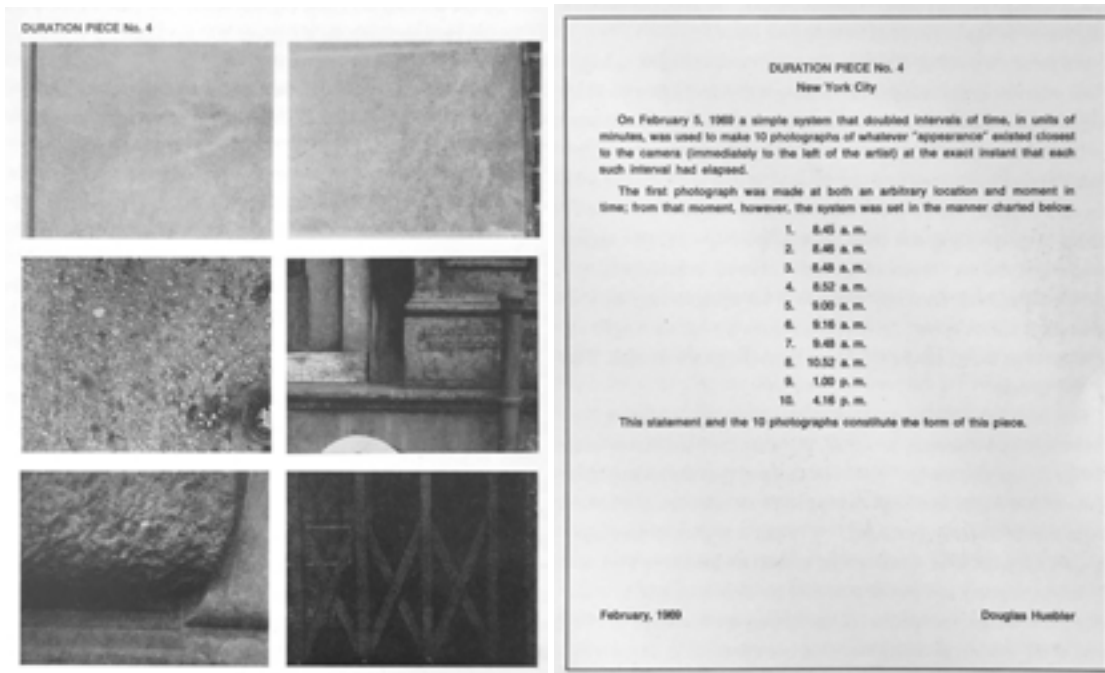 DURATION PIECE No. 4
DURATION PIECE No. 4
New York City
On February 5, 1969 a simple system that doubled intervals of time, in units of
minutes, was used to make 10 photographs of whatever "appearance" existed closest
to the camera (immediately to the left of the artist) at the exact instant that each
such interval had elapsed.
The first photograph was made at both an arbitrary location and moment in
time; from that moment, however, the system was set in the manner charted below.
1. 8.45 a. m.
2. 8.46 a. m.
3. 8.48 a. m.
4. 8.52 a. m.
5. 9.00 a. m.
6. 9.16 a. m.
7. 9.48 a. m.
8. 10.52 a. m.
9. 1.00 p. m.
10. 4.16 p. m.
This statement and the 10 photographs constitute the form of this piece.
February, 1969
Douglas Huebler